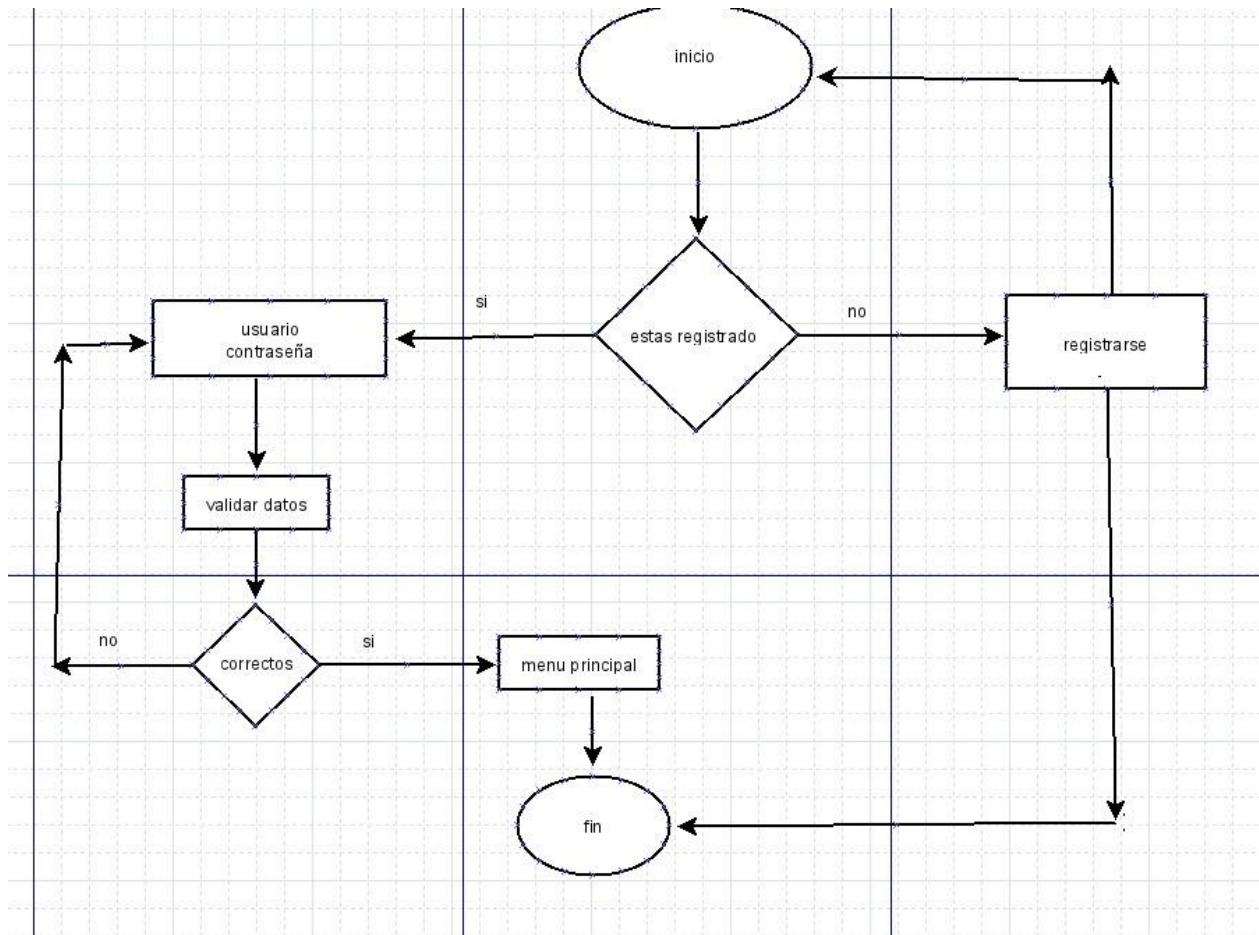 inicio
si
no
estas registrado
usuario
contraseña
registrarse
validar datos
no
si
correctos
menu principal
fin